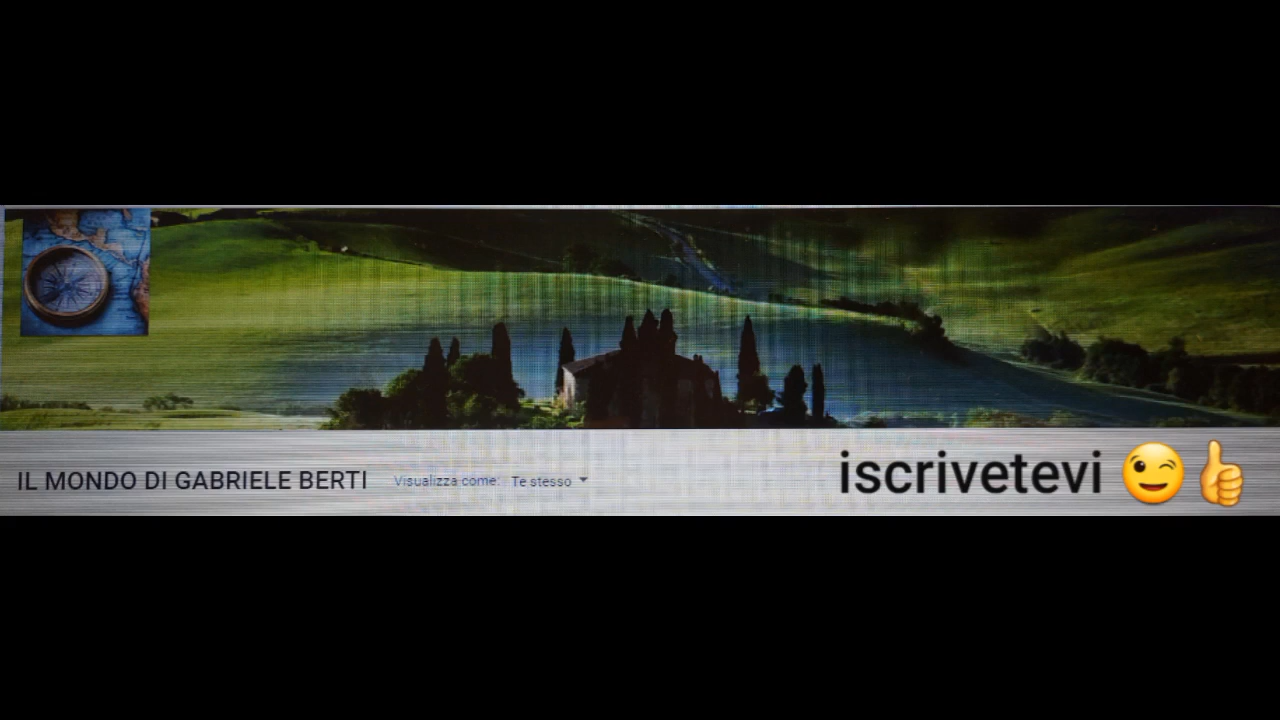 IL MONDO DI GABRIELE BERTI Visualizza come: Te stesso iscrivetevi 😉👍